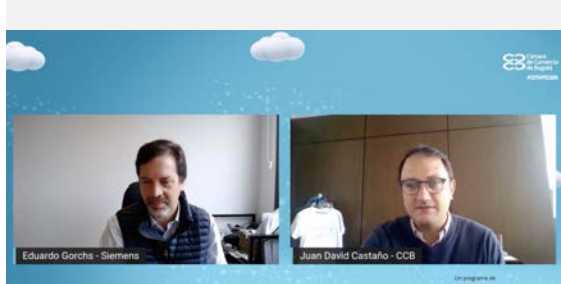 Cámara
de Comercio
de Bogotá
Eduardo Gorchs - Siemens
Juan David Castaño - CCB
Un programa de